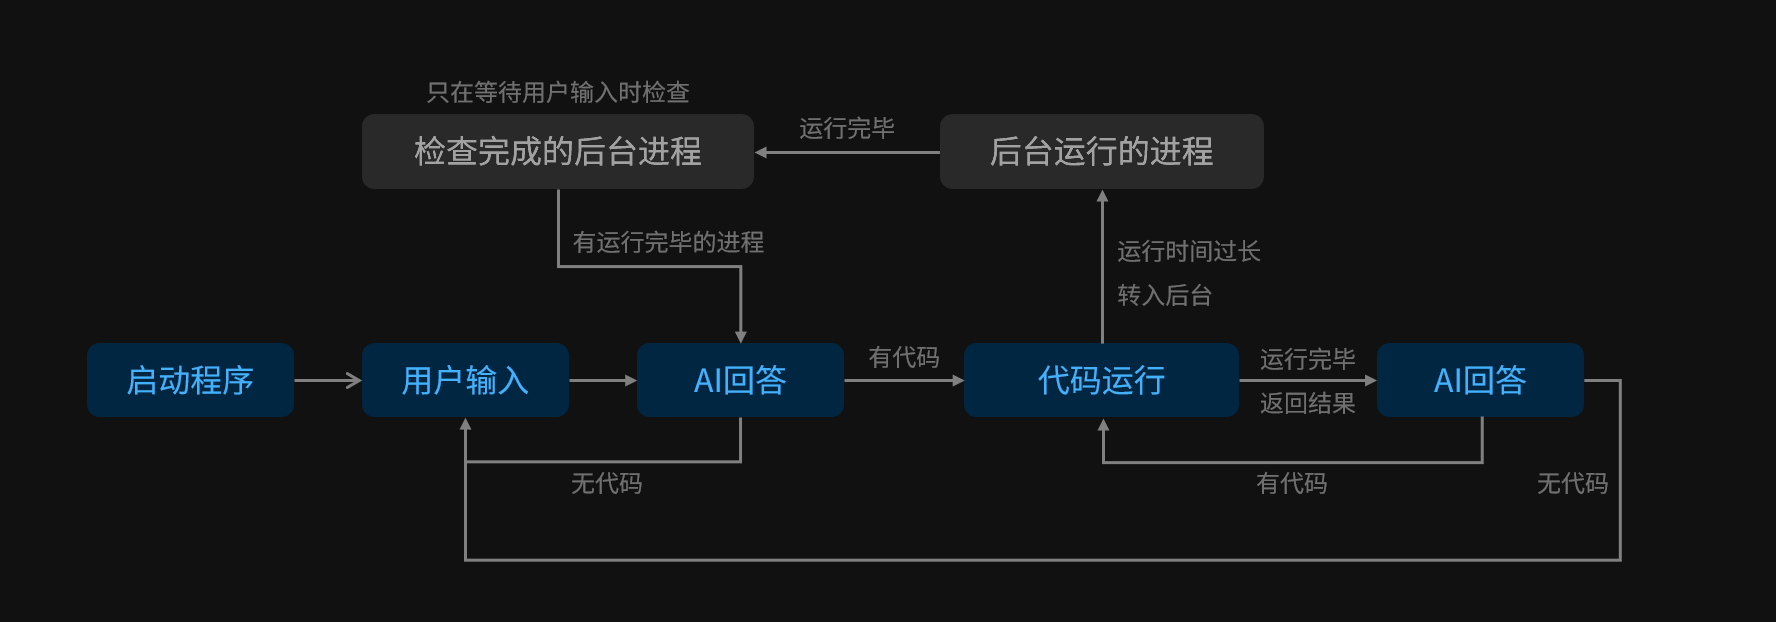 只在等待用户输入时检查
检查完成的后台进程
运行完毕
后台运行的进程
有运行完毕的进程
运行时间过长
转入后台
启动程序
用户输入
AI回答
有代码
代码运行
运行完毕
返回结果
AI回答
无代码
有代码
无代码